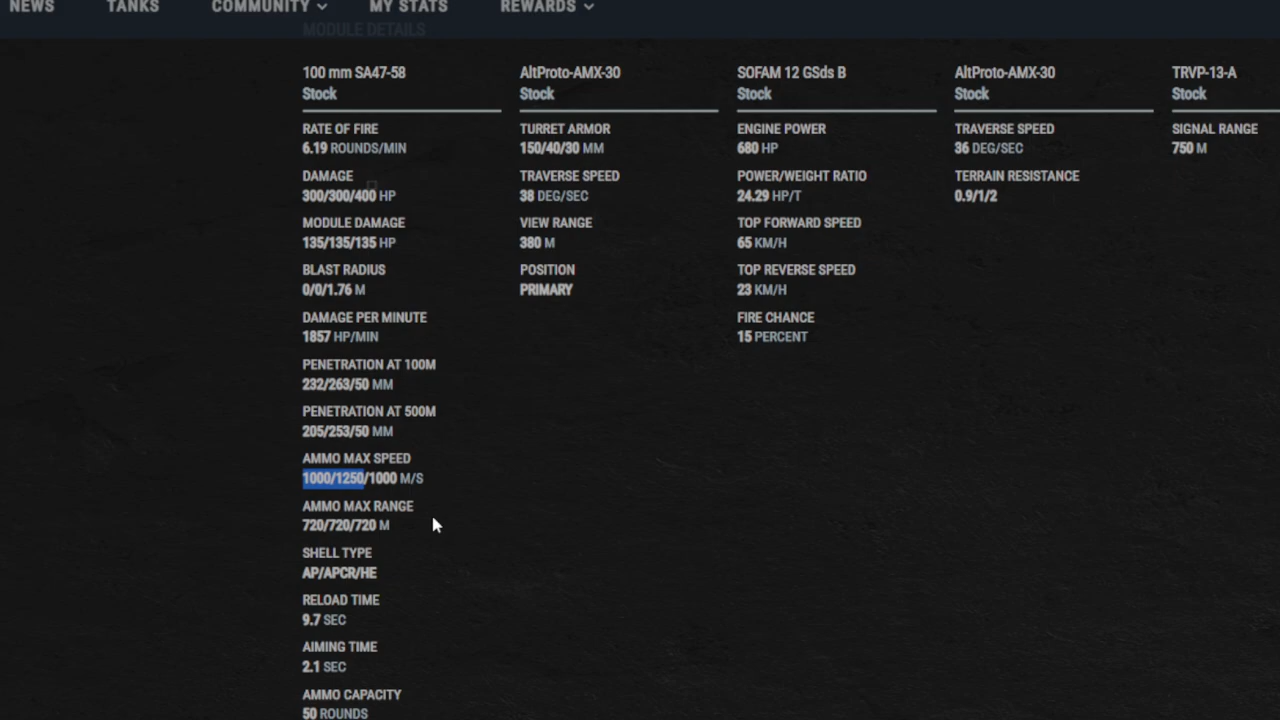 NEWS TANKS COMMUNITY MY STATS REWARDS
MODULE DETAILS
100 mm SA47-58
Stock
RATE OF FIRE
6.19 ROUNDS/MIN
DAMAGE
300/300/400 HP
MODULE DAMAGE
135/135/135 HP
BLAST RADIUS
0/0/1.76 M
DAMAGE PER MINUTE
1857 HP/MIN
PENETRATION AT 100M
232/263/50 MM
PENETRATION AT 500M
205/253/50 MM
AMMO MAX SPEED
1000/1250/1000 M/S
AMMO MAX RANGE
720/720/720 M
SHELL TYPE
AP/APCR/HE
RELOAD TIME
9.7 SEC
AIMING TIME
2.1 SEC
AMMO CAPACITY
50 ROUNDS
AltProto-AMX-30
Stock
TURRET ARMOR
150/40/30 MM
TRAVERSE SPEED
38 DEG/SEC
VIEW RANGE
380 M
POSITION
PRIMARY
SOFAM 12 GSds B
Stock
ENGINE POWER
680 HP
POWER/WEIGHT RATIO
24.29 HP/T
TOP FORWARD SPEED
65 KM/H
TOP REVERSE SPEED
23 KM/H
FIRE CHANCE
15 PERCENT
AltProto-AMX-30
Stock
TRAVERSE SPEED
36 DEG/SEC
TERRAIN RESISTANCE
0.9/1/2
TRVP-13-A
Stock
SIGNAL RANGE
750 M